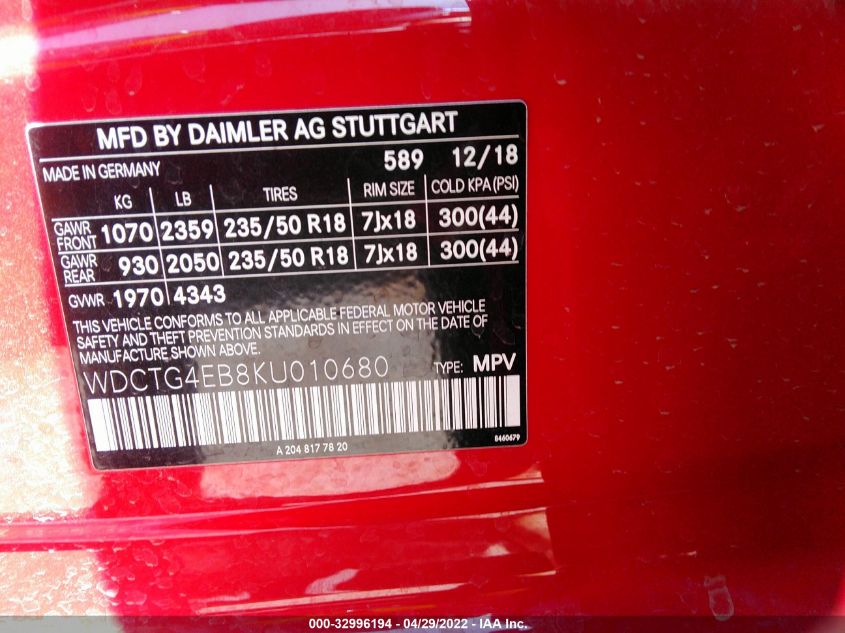 MFD BY DAIMLER AG STUTTGART
MADE IN GERMANY 589 12/18
KG LB TIRES RIM SIZE COLD KPA (PSI)
GAWR FRONT 1070 2359 235/50 R18 7Jx18 300(44)
GAWR REAR 930 2050 235/50 R18 7Jx18 300(44)
GVWR 1970 4343
THIS VEHICLE CONFORMS TO ALL APPLICABLE FEDERAL MOTOR VEHICLE
SAFETY AND THEFT PREVENTION STANDARDS IN EFFECT ON THE DATE OF
MANUFACTURE SHOWN ABOVE.
WDCTG4EB8KU010680 TYPE: MPV
A 204 817 78 20 8460679
000-32996194 - 04/29/2022 - IAA Inc.